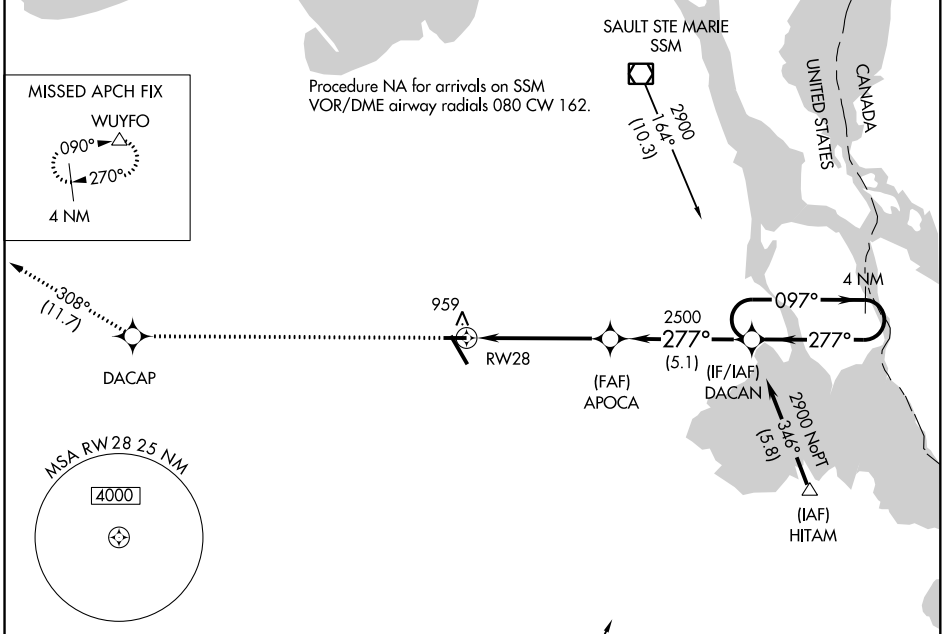 SAULT STE MARIE
SSM
2900
164°
(10.3)
Procedure NA for arrivals on SSM
VOR/DME airway radials 080 CW 162.
CANADA
UNITED STATES
MISSED APCH FIX
WUYFO
090°
270°
4 NM
308°
(11.7)
DACAP
959
RW28
(FAF)
APOCA
2500
277°
(5.1)
(IF/IAF)
DACAN
4 NM
097°
277°
2900 NoPT
346°
(5.8)
(IAF)
HITAM
MSA RW 28 25 NM
4000